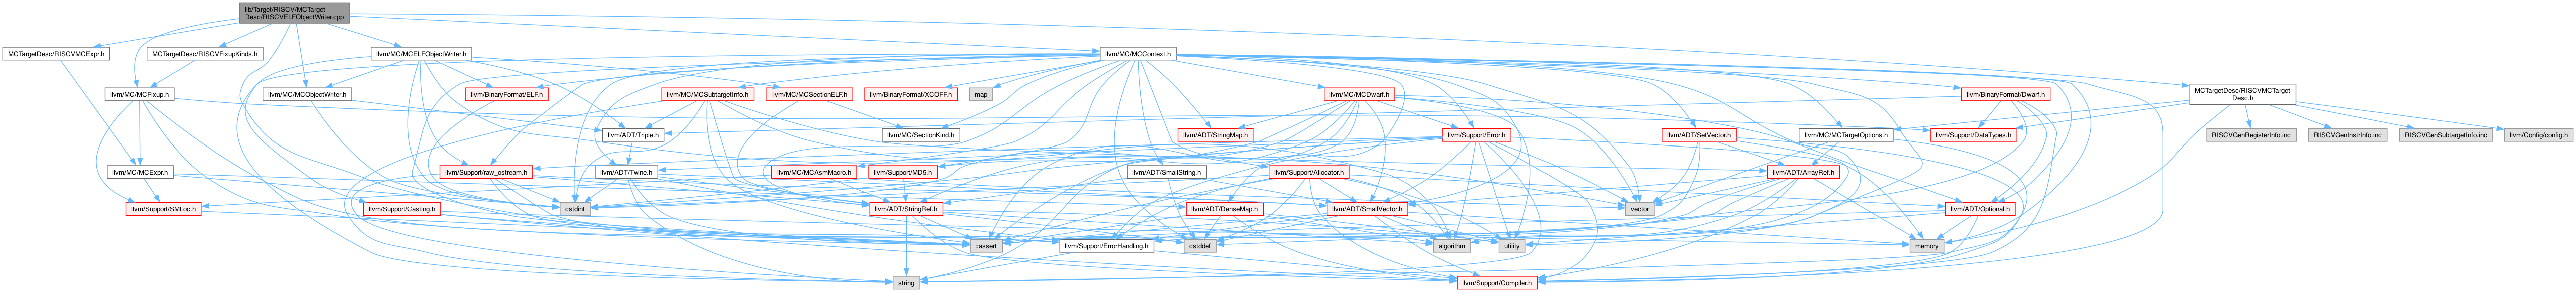 lib/Target/RISCV/MCTarget
Desc/RISCVELFObjectWriter.cpp
MCTargetDesc/RISCVMCExpr.h
MCTargetDesc/RISCVFixupKinds.h
llvm/MC/MCELFObjectWriter.h
llvm/MC/MCContext.h
llvm/MC/MCFixup.h
llvm/MC/MCObjectWriter.h
llvm/BinaryFormat/ELF.h
llvm/MC/MCSubtargetInfo.h
llvm/MC/MCSectionELF.h
llvm/BinaryFormat/XCOFF.h
map
llvm/MC/MCDwarf.h
llvm/BinaryFormat/Dwarf.h
MCTargetDesc/RISCVMCTarget
Desc.h
llvm/ADT/Triple.h
llvm/MC/SectionKind.h
llvm/ADT/StringMap.h
llvm/Support/Error.h
llvm/ADT/SetVector.h
llvm/MC/MCTargetOptions.h
llvm/Support/DataTypes.h
RISCVGenRegisterInfo.inc
RISCVGenInstrInfo.inc
RISCVGenSubtargetInfo.inc
llvm/Config/config.h
llvm/MC/MCExpr.h
llvm/Support/raw_ostream.h
llvm/ADT/Twine.h
llvm/MC/MCAsmMacro.h
llvm/Support/MD5.h
llvm/ADT/SmallString.h
llvm/Support/Allocator.h
llvm/ADT/ArrayRef.h
llvm/Support/SMLoc.h
llvm/Support/Casting.h
cstdint
llvm/ADT/StringRef.h
llvm/ADT/DenseMap.h
llvm/ADT/SmallVector.h
vector
llvm/ADT/Optional.h
cassert
llvm/Support/ErrorHandling.h
cstddef
algorithm
utility
memory
string
llvm/Support/Compiler.h